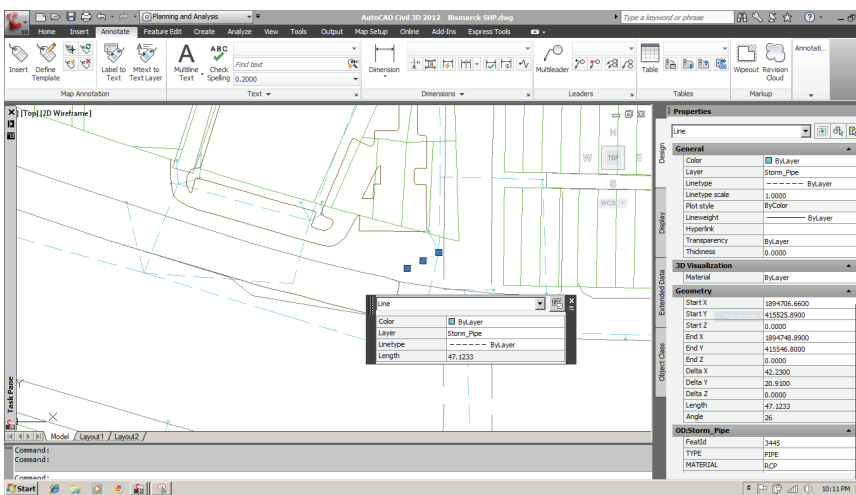 Planning and Analysis
AutoCAD Civil 3D 2012 Bismarck SHP.dwg
Type a keyword or phrase
Home Insert Annotate Feature Edit Create Analyze View Tools Output Map Setup Online Add-Ins Express Tools
Insert Define Template Label to Text Mtext to Text Layer
Multiline Text
ABC
Check Spelling
Find text
0.2000
Dimension
Multileader
Table
Wipeout Revision Cloud
Annotati...
Map Annotation Text Dimensions Leaders Tables Markup
[Top] [2D Wireframe]
N
W TOP E
S
WCS
Design
Display
Extended Data
Object Class
Properties
Line
General
Color ByLayer
Layer Storm_Pipe
Linetype ByLayer
Linetype scale 1.0000
Plot style ByColor
Lineweight ByLayer
Hyperlink
Transparency ByLayer
Thickness 0.0000
3D Visualization
Material ByLayer
Geometry
Start X 1894706.6600
Start Y 415525.8900
Start Z 0.0000
End X 1894748.8900
End Y 415546.8000
End Z 0.0000
Delta X 42.2300
Delta Y 20.9100
Delta Z 0.0000
Length 47.1233
Angle 26
OD:Storm_Pipe
FeatId 3445
TYPE PIPE
MATERIAL RCP
Line
Color ByLayer
Layer Storm_Pipe
Linetype ByLayer
Length 47.1233
Task Pane
Y
X
Model Layout1 Layout2
Command:
Command:
Command:
Start
10:11 PM